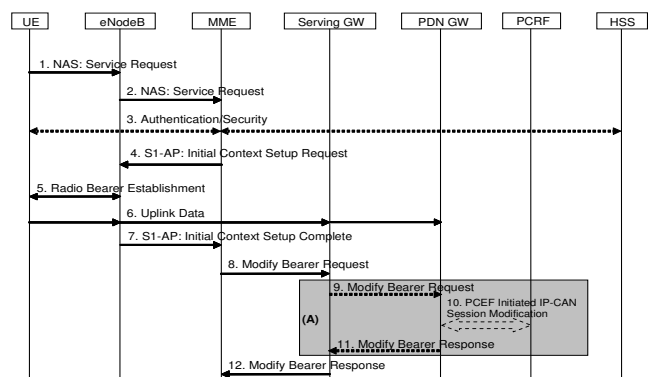 UE
eNodeB
MME
Serving GW
PDN GW
PCRF
HSS
1. NAS: Service Request
2. NAS: Service Request
3. Authentication/Security
4. S1-AP: Initial Context Setup Request
5. Radio Bearer Establishment
6. Uplink Data
7. S1-AP: Initial Context Setup Complete
8. Modify Bearer Request
9. Modify Bearer Request
10. PCEF Initiated IP-CAN
Session Modification
(A)
11. Modify Bearer Response
12. Modify Bearer Response